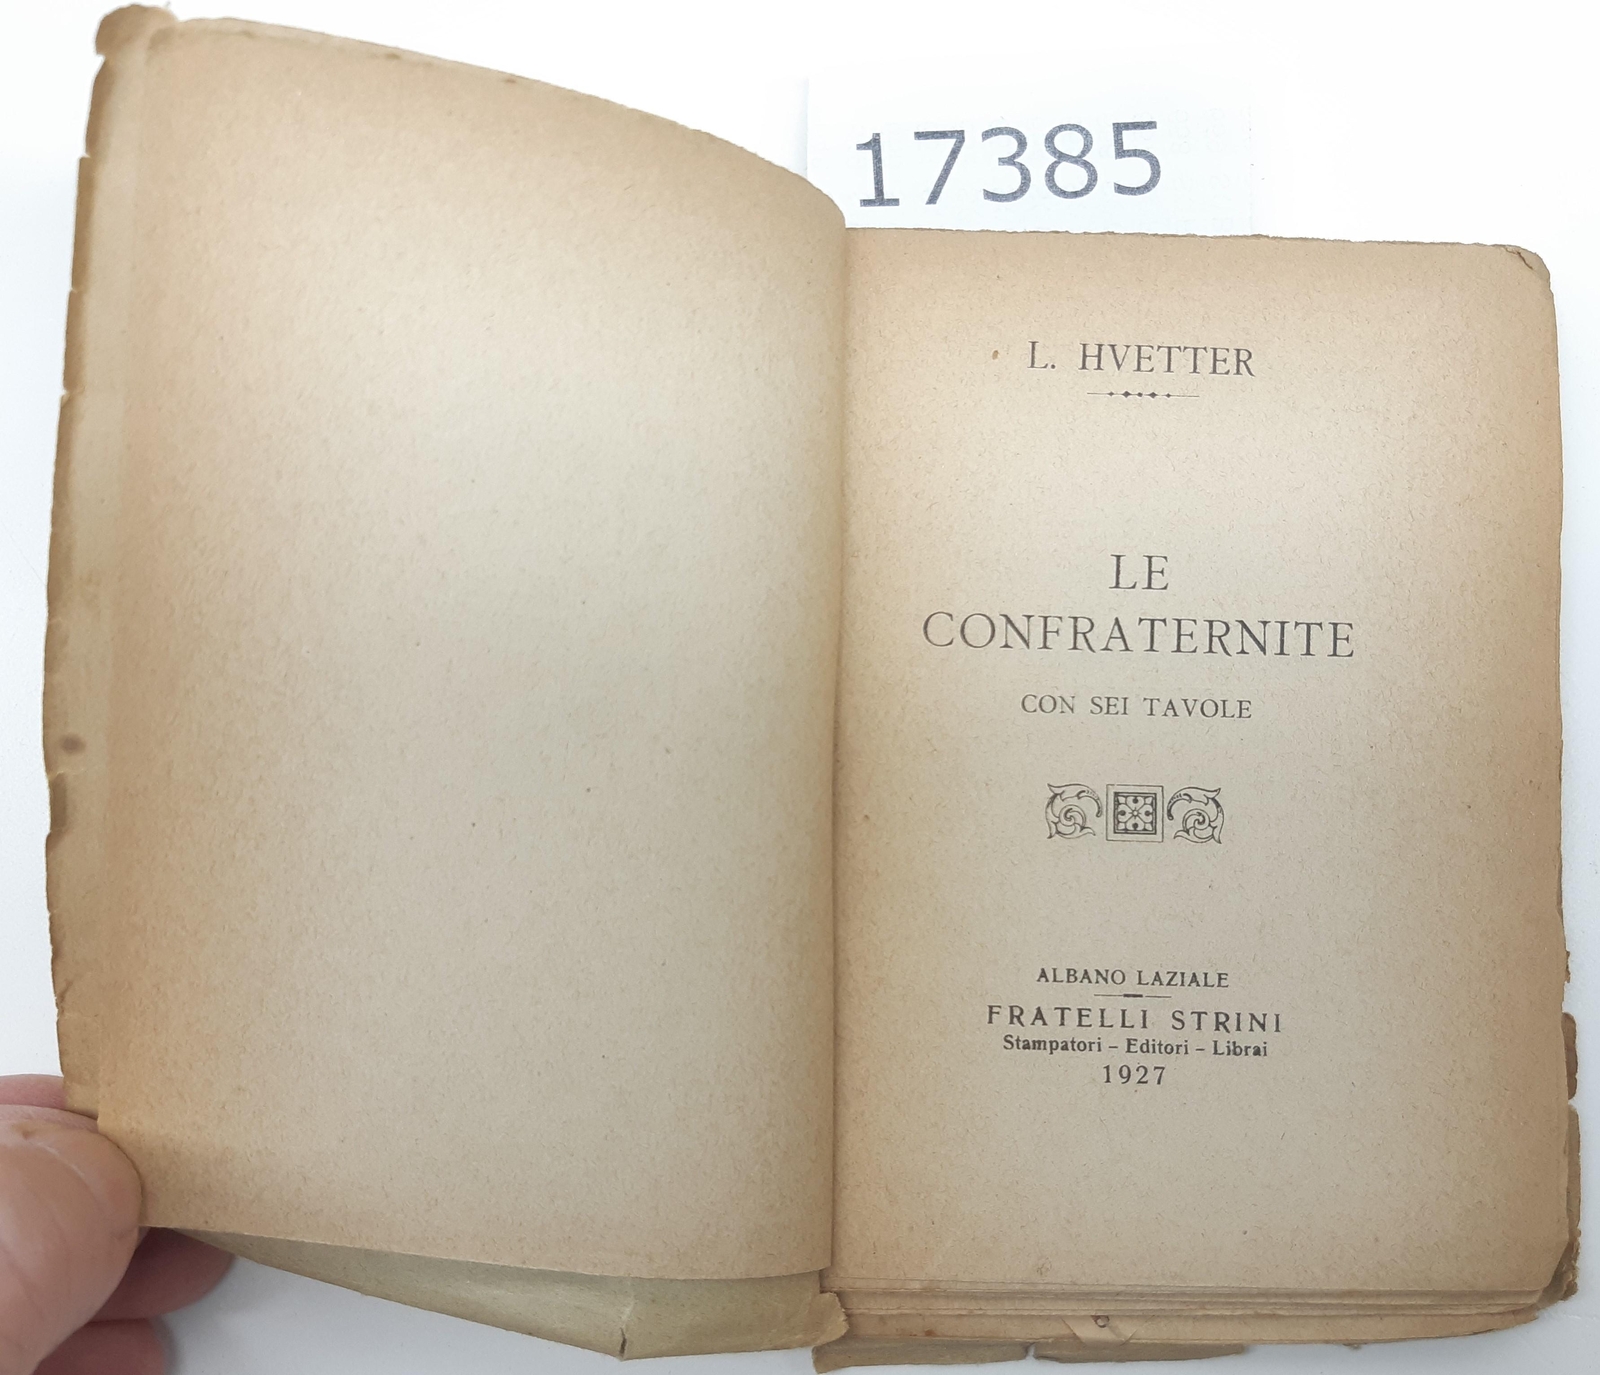 17385
L. HVETTER
LE
CONFRATERNITE
CON SEI TAVOLE
ALBANO LAZIALE
FRATELLI STRINI
Stampatori - Editori - Librai
1927